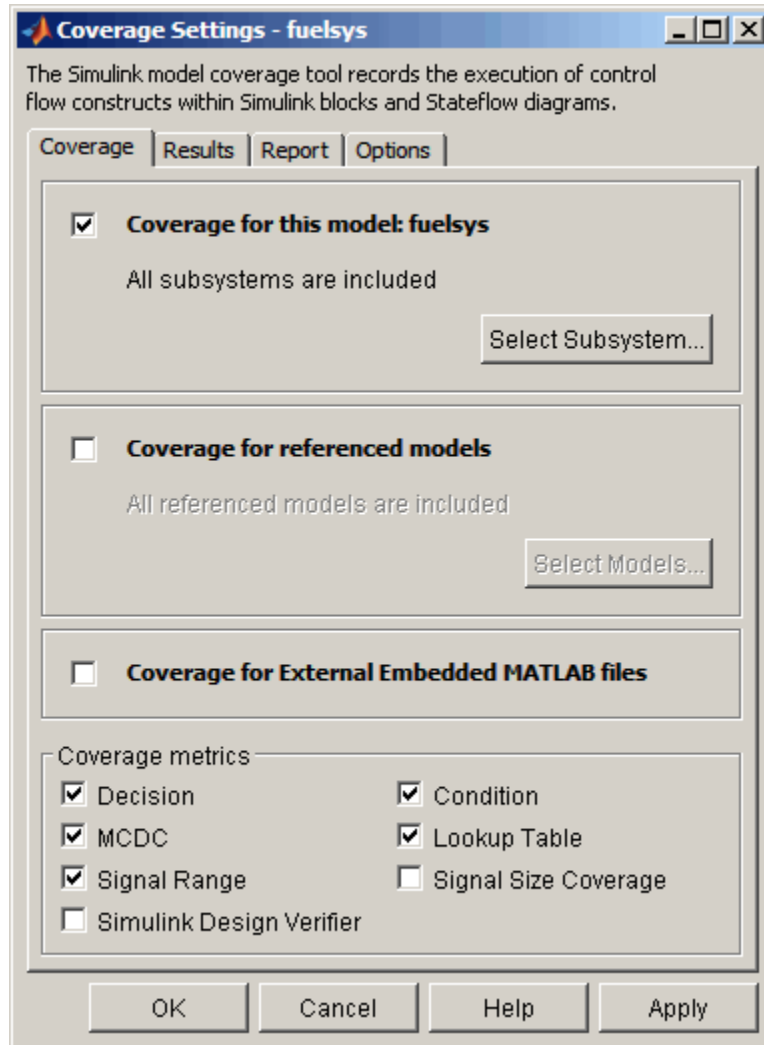 Coverage Settings - fuelsys
The Simulink model coverage tool records the execution of control
flow constructs within Simulink blocks and Stateflow diagrams.
Coverage Results Report Options
Coverage for this model: fuelsys
All subsystems are included
Select Subsystem...
Coverage for referenced models
All referenced models are included
Select Models...
Coverage for External Embedded MATLAB files
Coverage metrics
Decision Condition
MCDC Lookup Table
Signal Range Signal Size Coverage
Simulink Design Verifier
OK Cancel Help Apply